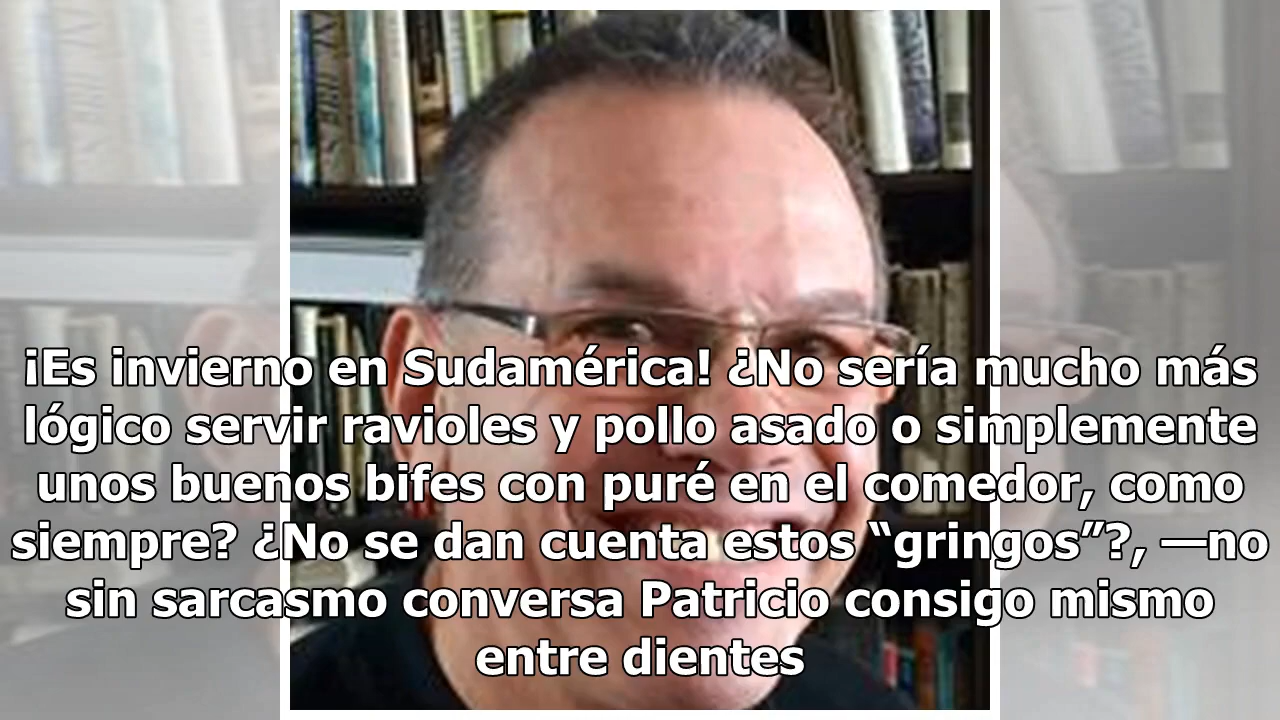 ¡Es invierno en Sudamérica! ¿No sería mucho más
lógico servir ravioles y pollo asado o simplemente
unos buenos bifes con puré en el comedor, como
siempre? ¿No se dan cuenta estos “gringos”?, —no
sin sarcasmo conversa Patricio consigo mismo
entre dientes